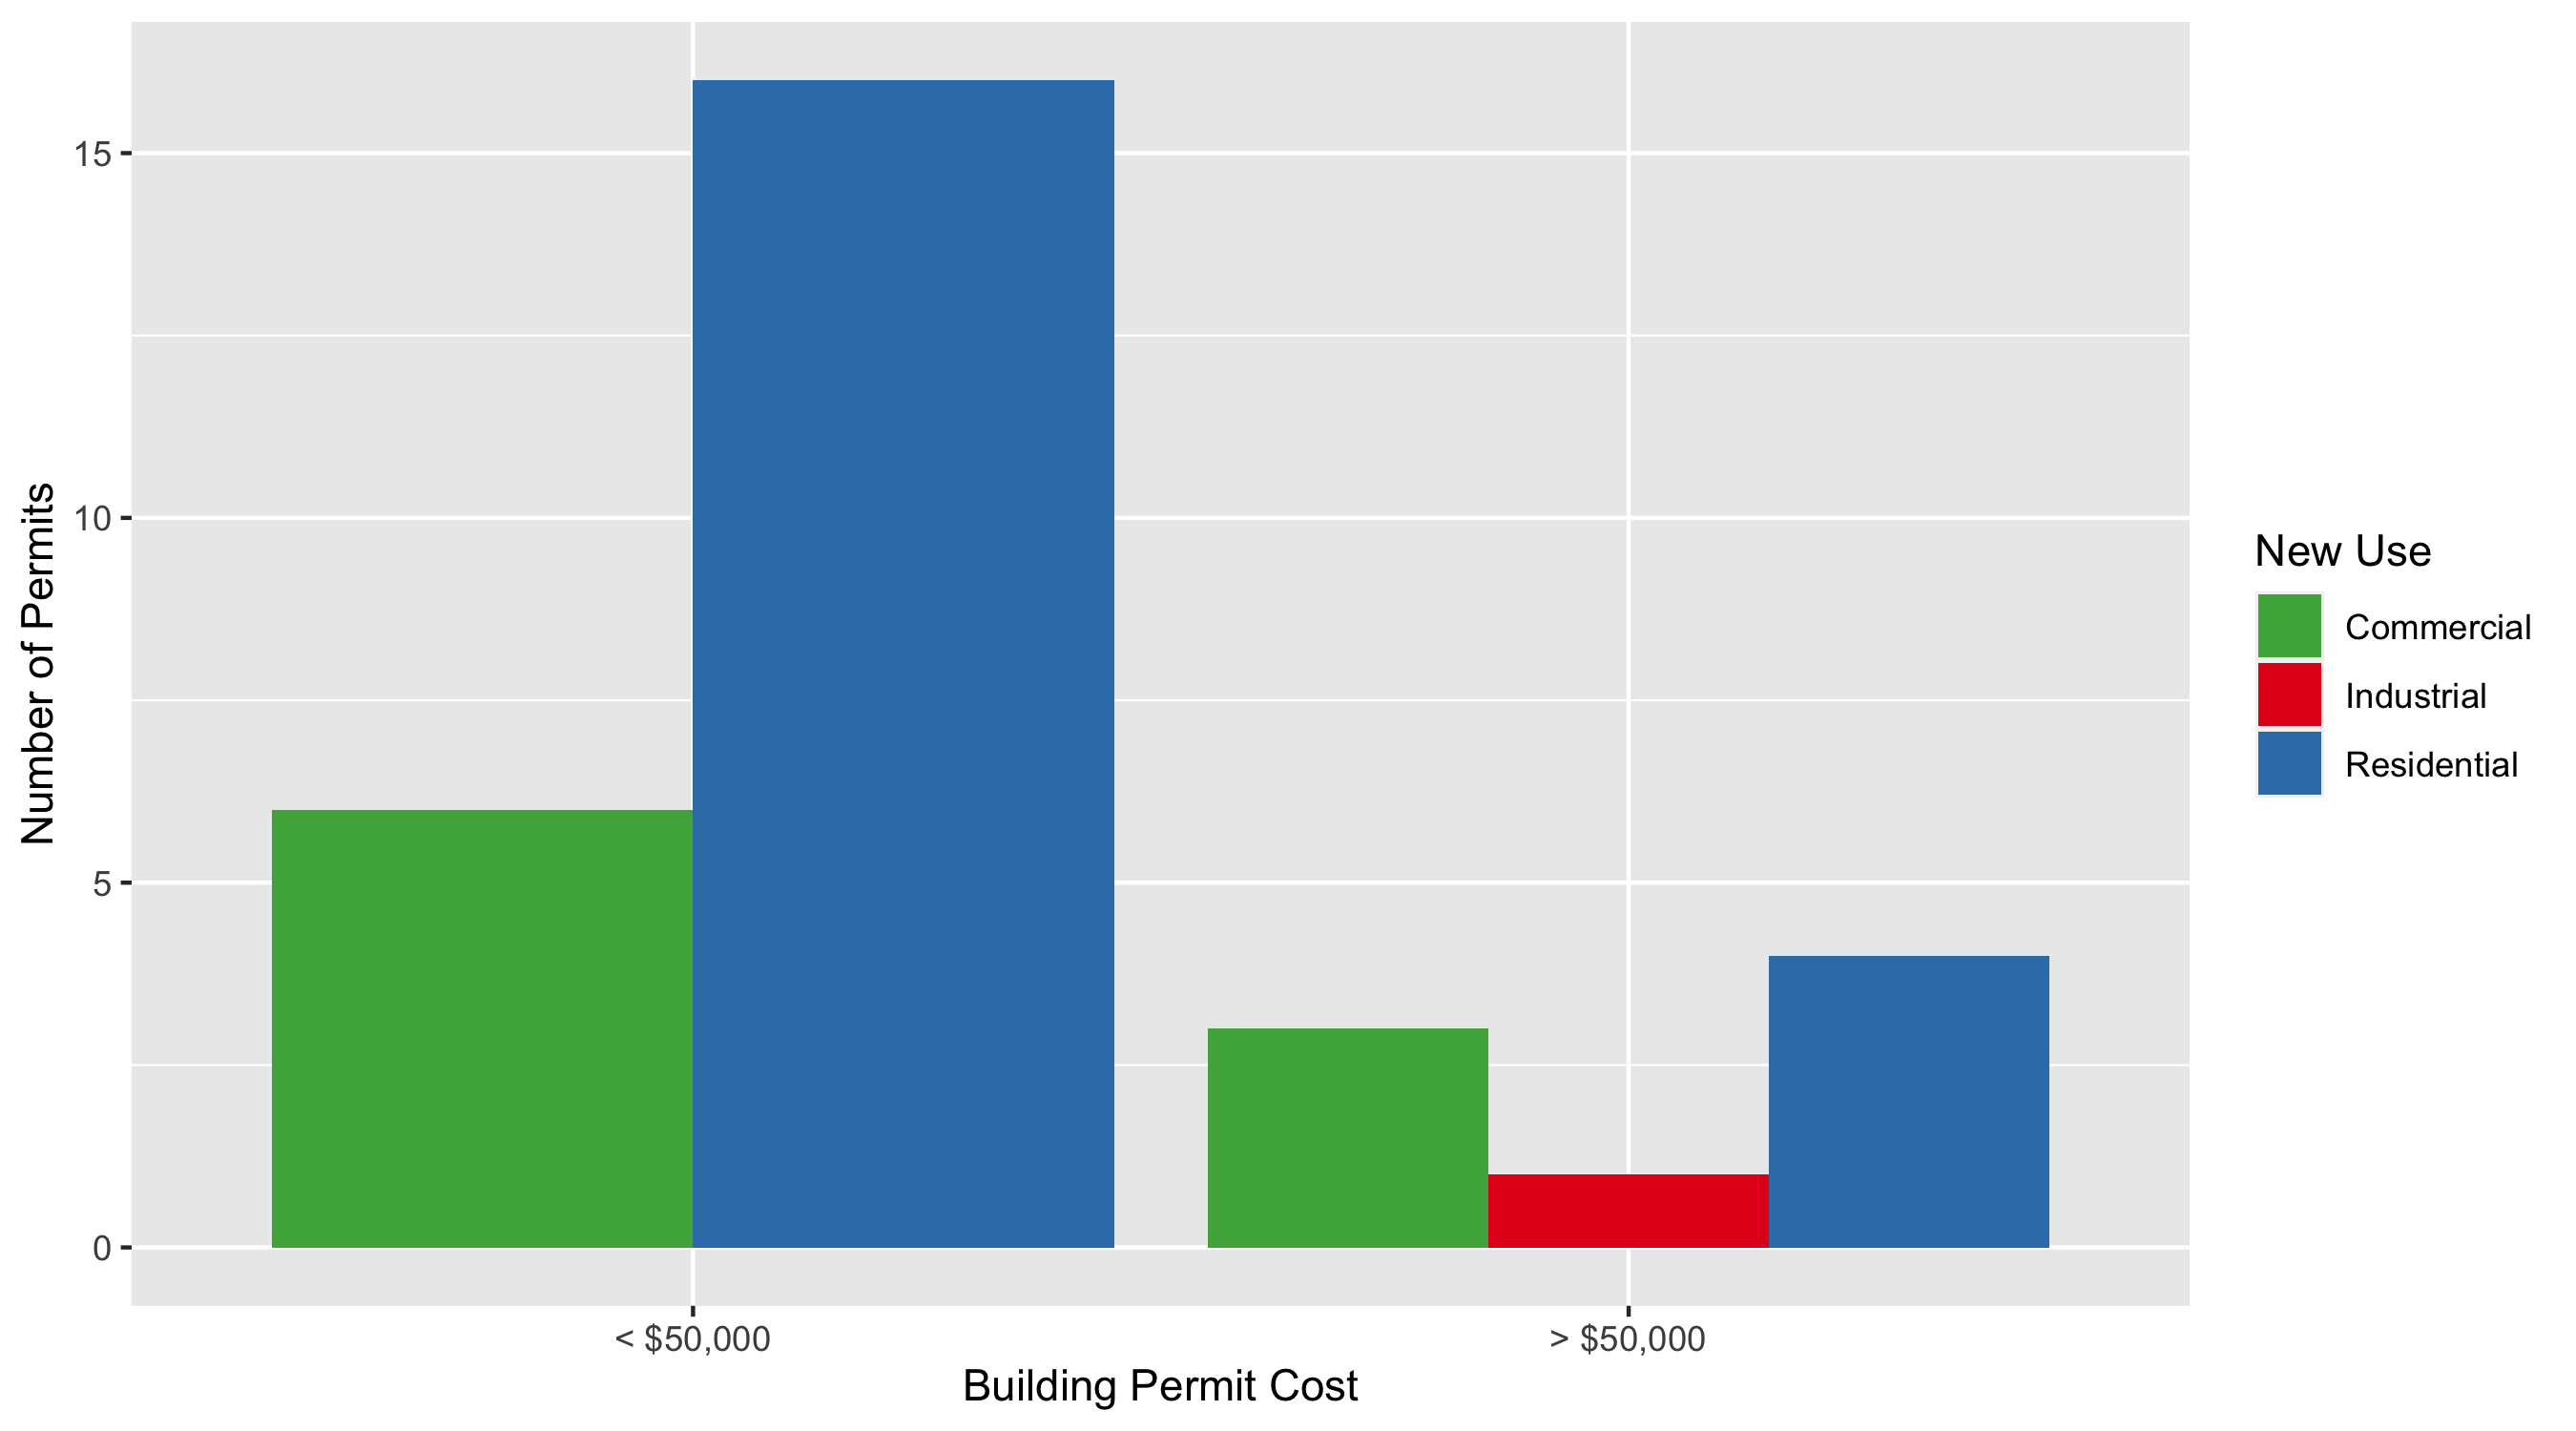 Number of Permits
15
10
5
0
< $50,000
> $50,000
Building Permit Cost
New Use
Commercial
Industrial
Residential